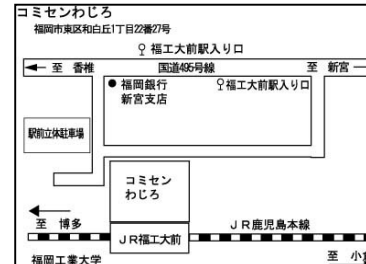 コミセンわじろ
福岡市東区和白丘1丁目22番27号
福工大前駅入り口
← 至 香椎 国道495号線 至 新宮
● 福岡銀行 新宮支店
福工大前駅入り口
駅前立体駐車場
コミセン
わじろ
至 博多
JR鹿児島本線
JR福工大前
福岡工業大学
至 小